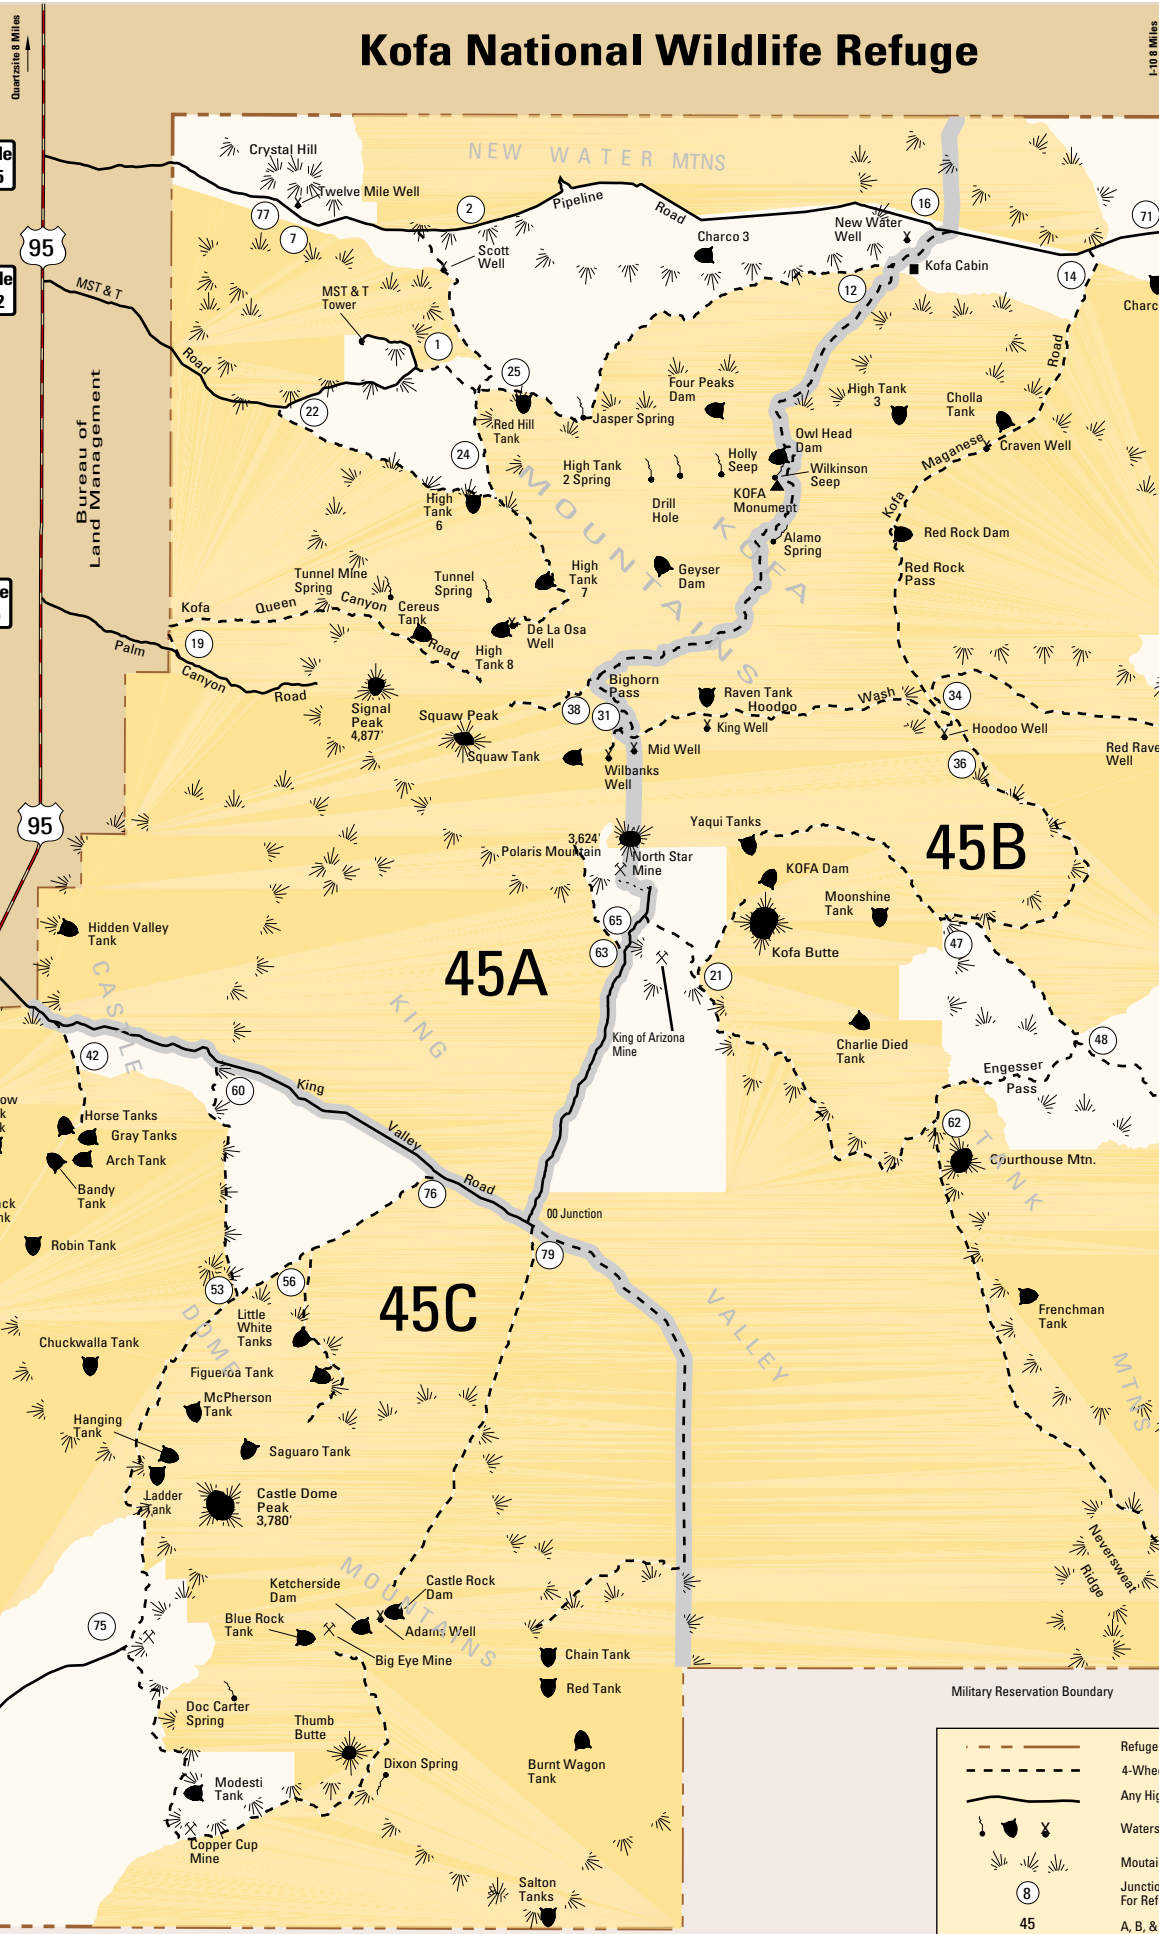 Kofa National Wildlife Refuge
Quartzsite 8 Miles
I-10 8 Miles
NEW WATER MTNS
Crystal Hill
Twelve Mile Well
77
7
2
Pipeline
Road
16
71
New Water
Well
Charco 3
Scott
Well
Kofa Cabin
14
12
Charc
95
MST & T
Road
MST & T
Tower
1
25
22
24
Red Hill
Tank
Jasper Spring
Four Peaks
Dam
High Tank
3
Cholla
Tank
Road
Maganese
Kofa
Craven Well
Owl Head
Dam
Holly
Seep
Wilkinson
Seep
High Tank
2 Spring
Drill
Hole
KOFA
Monument
High
Tank
6
Alamo
Spring
Red Rock Dam
Red Rock
Pass
Geyser
Dam
High
Tank
7
KOFA
MOUNTAINS
Bureau of
Land Management
Tunnel Mine
Spring
Tunnel
Spring
Kofa
Queen
Canyon
Road
Cereus
Tank
De La Osa
Well
High
Tank 8
19
Palm
Canyon
Road
Signal
Peak
4,877'
Squaw Peak
Squaw Tank
Bighorn
Pass
38
31
Raven Tank
Hoodoo
Wash
King Well
34
Hoodoo Well
36
Red Rave
Well
Mid Well
Wilbanks
Well
95
3,624'
Polaris Mountain
North Star
Mine
Yaqui Tanks
KOFA Dam
Moonshine
Tank
Kofa Butte
45B
45A
65
63
21
47
48
Hidden Valley
Tank
King of Arizona
Mine
Charlie Died
Tank
Engesser
Pass
CASTLE
DOME
MOUNTAINS
KING
VALLEY
TANK
MTNS
42
60
King
Valley
Road
62
Courthouse Mtn.
Horse Tanks
Gray Tanks
Arch Tank
Bandy
Tank
Robin Tank
76
00 Junction
79
53
56
45C
Little
White
Tanks
Frenchman
Tank
Chuckwalla Tank
Figueroa Tank
McPherson
Tank
Hanging
Tank
Saguaro Tank
Ladder
Tank
Castle Dome
Peak
3,780'
Neversweat
Ridge
Ketcherside
Dam
Castle Rock
Dam
Blue Rock
Tank
Adams Well
Big Eye Mine
75
Chain Tank
Red Tank
Doc Carter
Spring
Thumb
Butte
Dixon Spring
Burnt Wagon
Tank
Modesti
Tank
Copper Cup
Mine
Salton
Tanks
Military Reservation Boundary
Refuge
4-Whee
Any Hig
Waters
Moutai
8
Junctio
For Ref
45
A, B, &